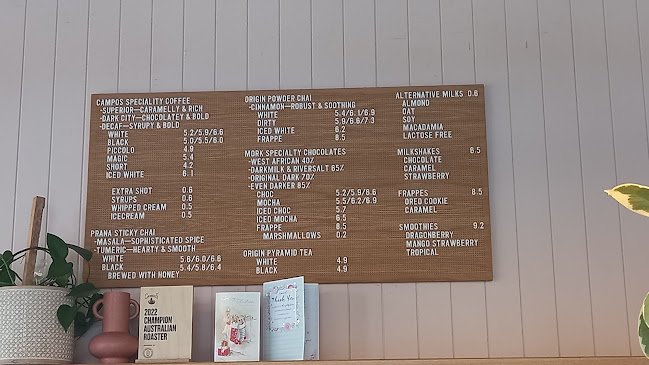 CAMPOS SPECIALITY COFFEE
-SUPERIOR-CARAMELLY & RICH
-DARK CITY-CHOCOLATEY & BOLD
-DECAF-SYRUPY & BOLD
WHITE 5.2/5.9/6.6
BLACK 5.0/5.5/6.0
PICCOLO 4.9
MAGIC 5.4
SHORT 4.2
ICED WHITE 6.1
EXTRA SHOT 0.6
SYRUPS 0.6
WHIPPED CREAM 0.5
ICECREAM 0.5
PRANA STICKY CHAI
-MASALA-SOPHISTICATED SPICE
-TUMERIC-HEARTY & SMOOTH
WHITE 5.6/6.0/6.6
BLACK 5.4/5.8/6.4
BREWED WITH HONEY
ORIGIN POWDER CHAI
-CINNAMON-ROBUST & SOOTHING
WHITE 5.4/6.1/6.9
DIRTY 5.9/6.6/7.3
ICED WHITE 6.2
FRAPPE 8.5
MORK SPECIALTY CHOCOLATES
-WEST AFRICAN 40%
-DARKMILK & RIVERSALT 65%
-ORIGINAL DARK 70%
-EVEN DARKER 85%
CHOC 5.2/5.9/6.6
MOCHA 5.5/6.2/6.9
ICED CHOC 5.7
ICED MOCHA 6.5
FRAPPE 8.5
MARSHMALLOWS 0.2
ORIGIN PYRAMID TEA
WHITE 4.9
BLACK 4.9
ALTERNATIVE MILKS 0.6
ALMOND
OAT
SOY
MACADAMIA
LACTOSE FREE
MILKSHAKES 6.5
CHOCOLATE
CARAMEL
STRAWBERRY
FRAPPES 8.5
OREO COOKIE
CARAMEL
SMOOTHIES 9.2
DRAGONBERRY
MANGO STRAWBERRY
TROPICAL
Campos
2022
CHAMPION
AUSTRALIAN
ROASTER
Thank You